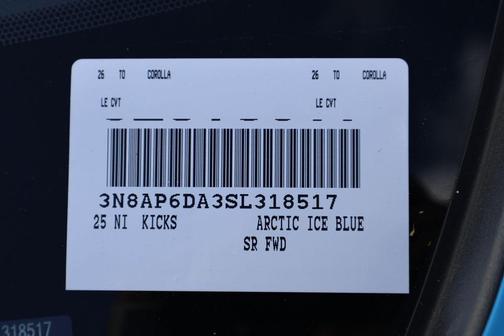 26 TO COROLLA 26 TO COROLLA
LE CVT LE CVT
3N8AP6DA3SL318517
25 NI KICKS ARCTIC ICE BLUE
SR FWD
318517